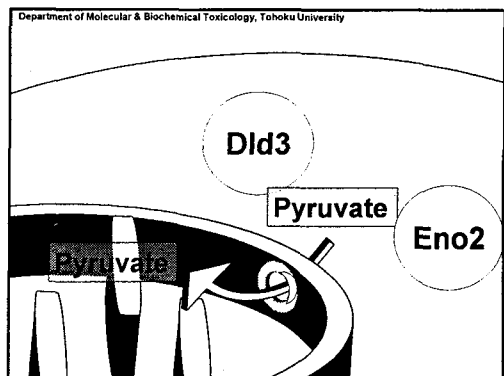 Department of Molecular & Biochemical Toxicology, Tohoku University
Dld3
Pyruvate
Eno2
Pyruvate